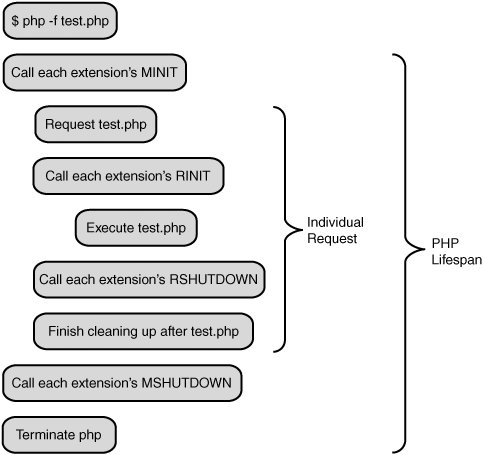 $ php -f test.php
Call each extension's MINIT
Request test.php
Call each extension's RINIT
Execute test.php
Individual
Request
PHP
Lifespan
Call each extension's RSHUTDOWN
Finish cleaning up after test.php
Call each extension's MSHUTDOWN
Terminate php